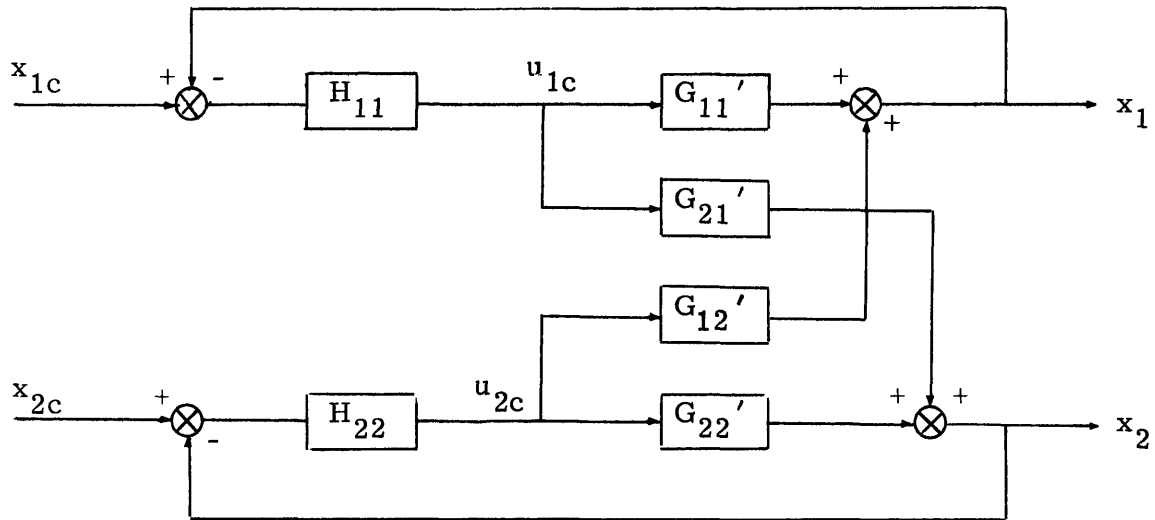 x1c + - H11 u1c G11' + + x1
G21'
G12'
x2c + - H22 u2c G22' + + x2